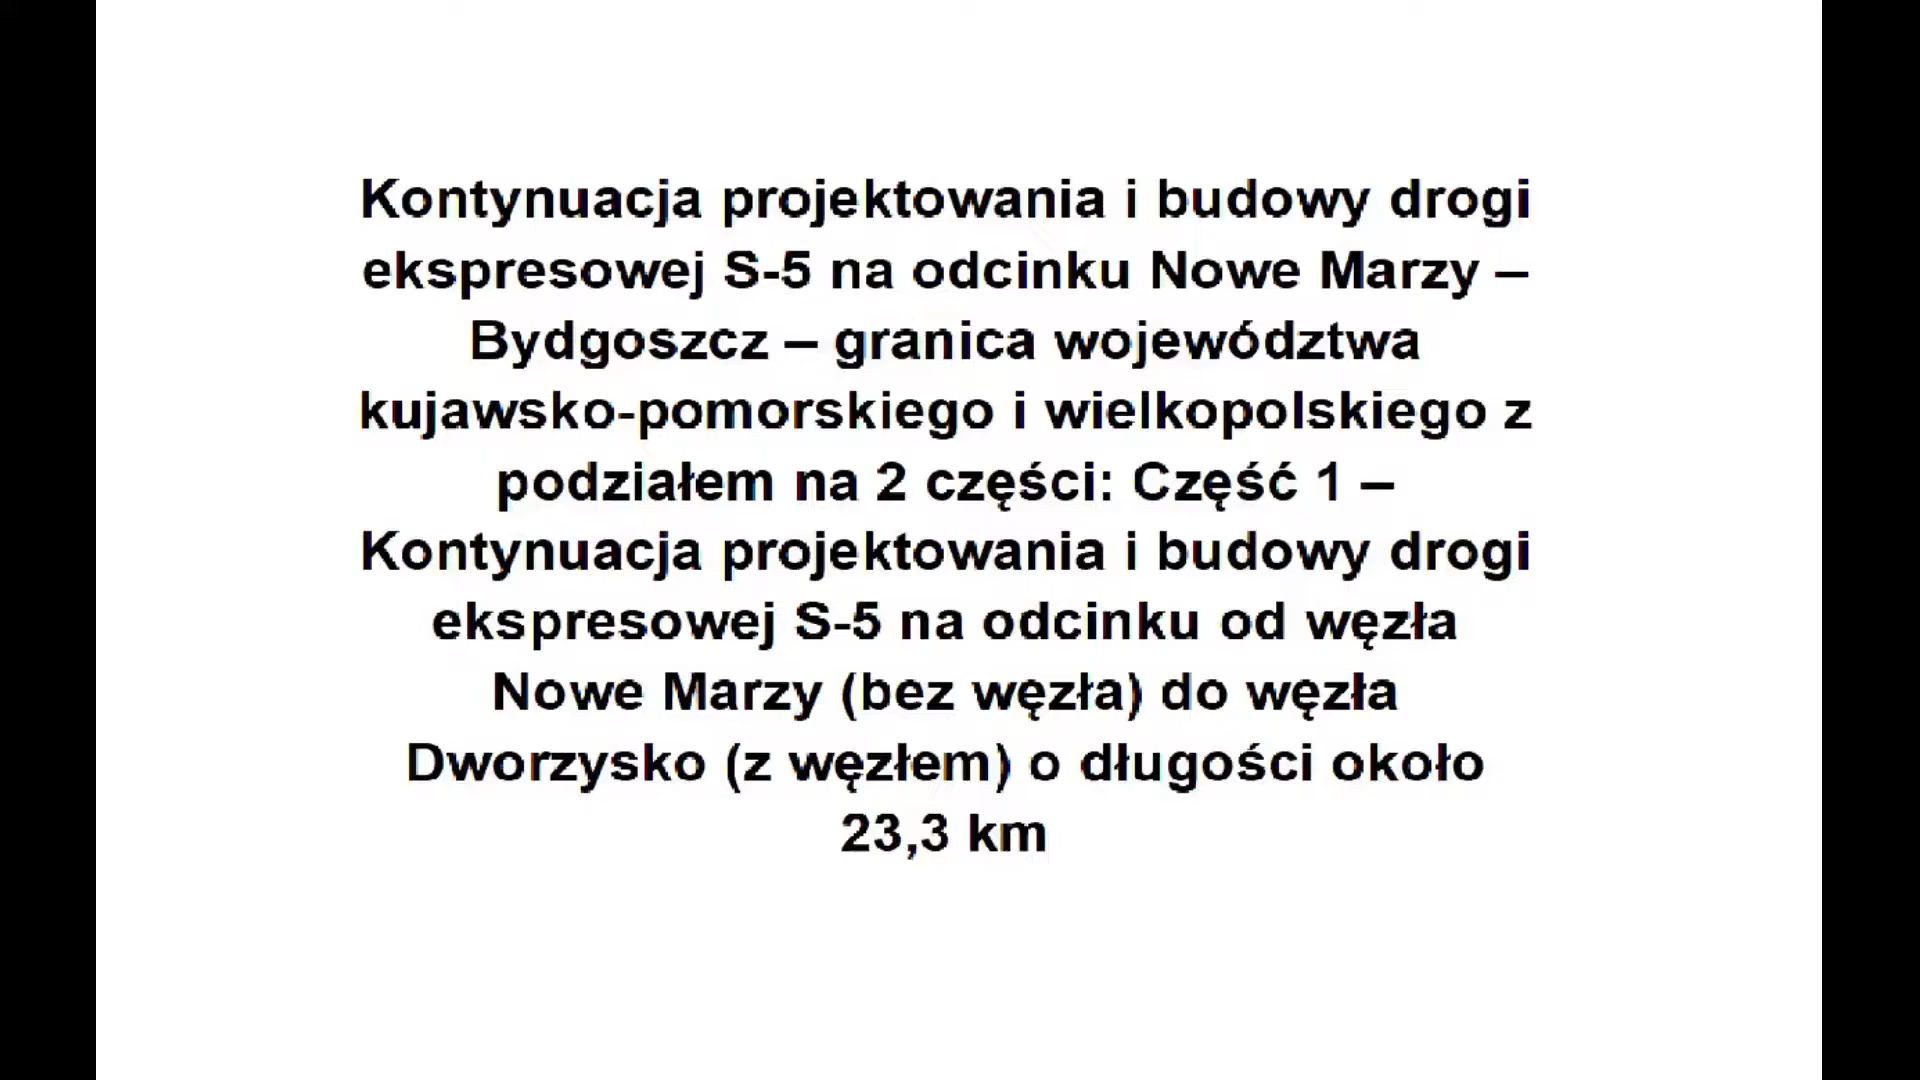 Kontynuacja projektowania i budowy drogi
ekspresowej S-5 na odcinku Nowe Marzy –
Bydgoszcz – granica województwa
kujawsko-pomorskiego i wielkopolskiego z
podziałem na 2 części: Część 1 –
Kontynuacja projektowania i budowy drogi
ekspresowej S-5 na odcinku od węzła
Nowe Marzy (bez węzła) do węzła
Dworzysko (z węzłem) o długości około
23,3 km